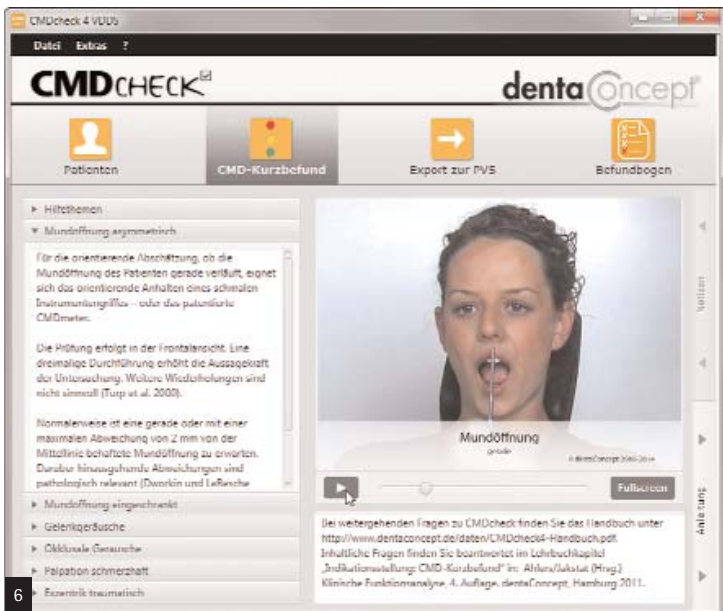 CMDcheck 4 VDDS
Datei Extras ?
CMDCHECK
dentaConcept®
Patienten
CMD-Kurzbefund
Export zur PVS
Befundbogen
Hilfethemen
Mundöffnung asymmetrisch
Für die orientierende Abschätzung, ob die
Mundöffnung des Patienten gerade verläuft, eignet
sich das orientierende Anhalten eines schmalen
Instrumentengriffes – oder das patentierte
CMDmeter.
Die Prüfung erfolgt in der Frontalansicht. Eine
dreimalige Durchführung erhöht die Aussagekraft
der Untersuchung. Weitere Wiederholungen sind
nicht sinnvoll (Türp et al. 2000).
Normalerweise ist eine gerade oder mit einer
maximalen Abweichung von 2 mm von der
Mittellinie behaftete Mundöffnung zu erwarten.
Darüber hinausgehende Abweichungen sind
pathologisch relevant (Dworkin und LeResche
Mundöffnung eingeschränkt
Gelenkgeräusche
Okklusale Geräusche
Palpation schmerzhaft
Exzentrik traumatisch
Mundöffnung
gerade
© dentaConcept
Fullscreen
Bei weitergehenden Fragen zu CMDcheck finden Sie das Handbuch unter
http://www.dentaconcept.de/daten/CMDcheck4-Handbuch.pdf.
Inhaltliche Fragen finden Sie beantwortet im Lehrbuchkapitel
„Indikationsstellung: CMD-Kurzbefund" in: Ahlers/Jakstat (Hrsg.)
Klinische Funktionsanalyse, 4. Auflage. dentaConcept, Hamburg 2011.
Notizen
Anleitung
6